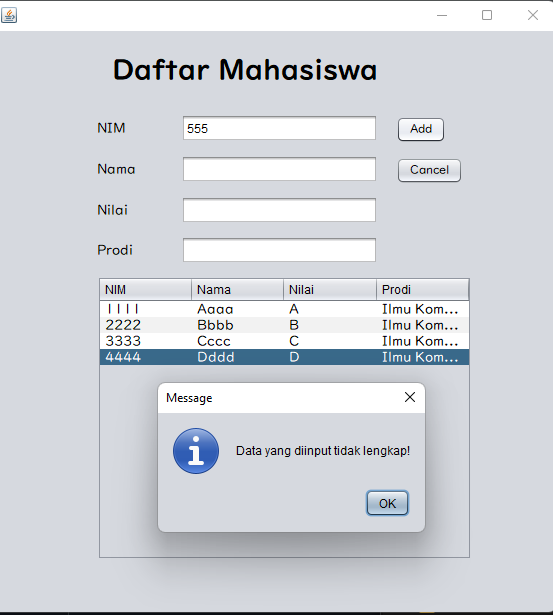 Daftar Mahasiswa
NIM 555 Add
Nama Cancel
Nilai
Prodi
NIM Nama Nilai Prodi
1111 Aaaa A Ilmu Kom...
2222 Bbbb B Ilmu Kom...
3333 Cccc C Ilmu Kom...
4444 Dddd D Ilmu Kom...
Message
Data yang diinput tidak lengkap!
OK